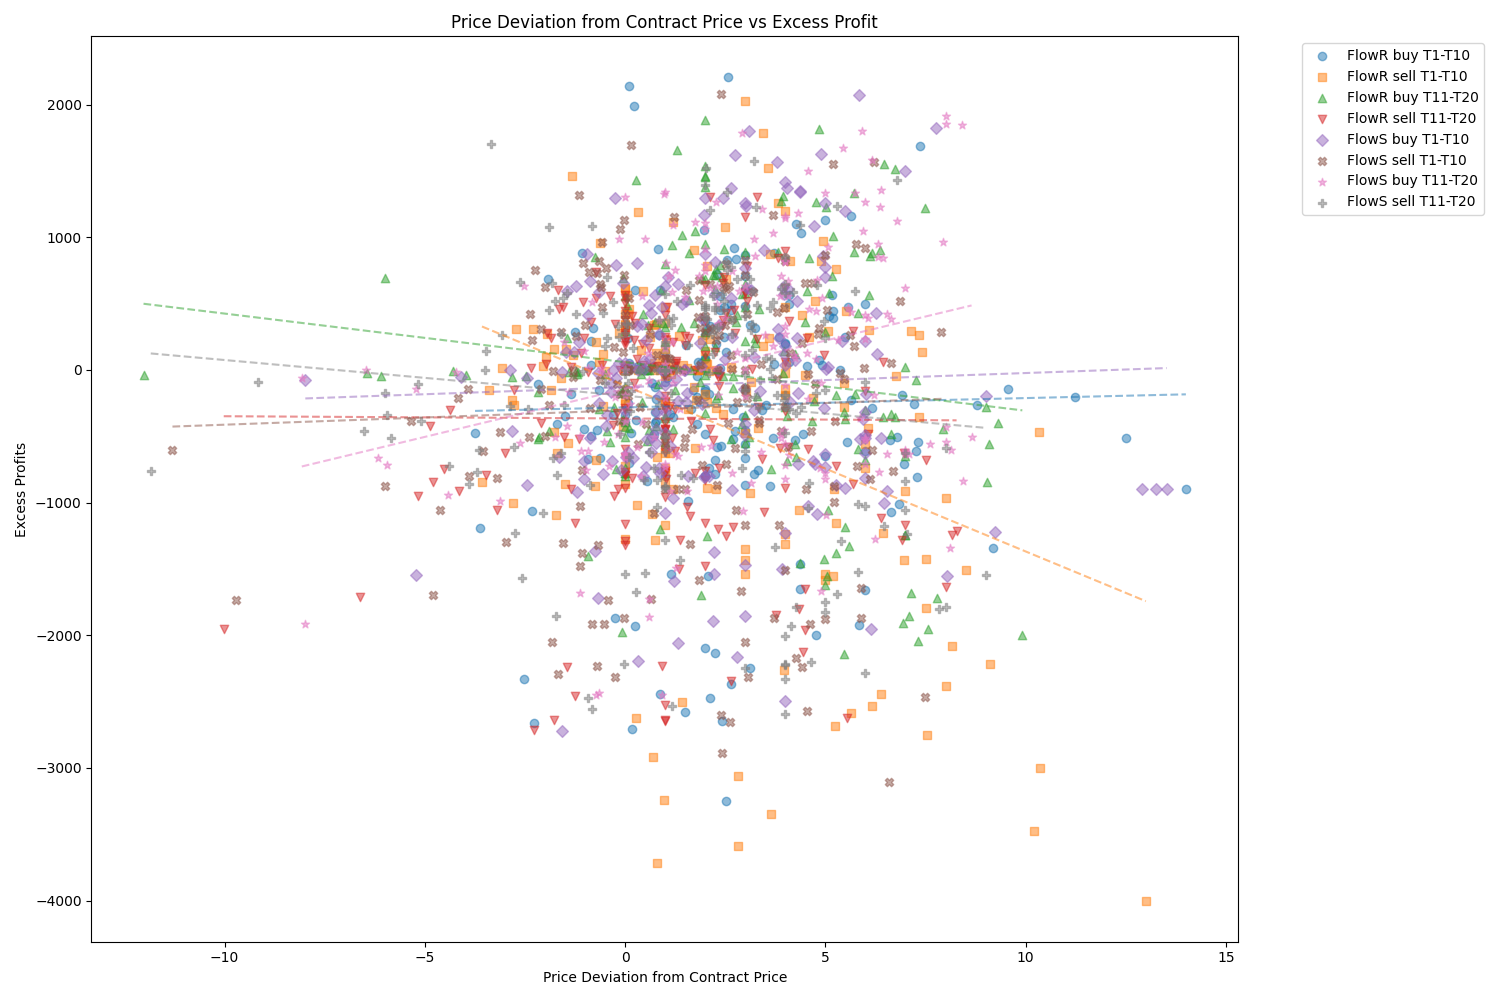 Price Deviation from Contract Price vs Excess Profit
FlowR buy T1-T10
FlowR sell T1-T10
FlowR buy T11-T20
FlowR sell T11-T20
FlowS buy T1-T10
FlowS sell T1-T10
FlowS buy T11-T20
FlowS sell T11-T20
Excess Profits
2000
1000
0
−1000
−2000
−3000
−4000
−10
−5
0
5
10
15
Price Deviation from Contract Price